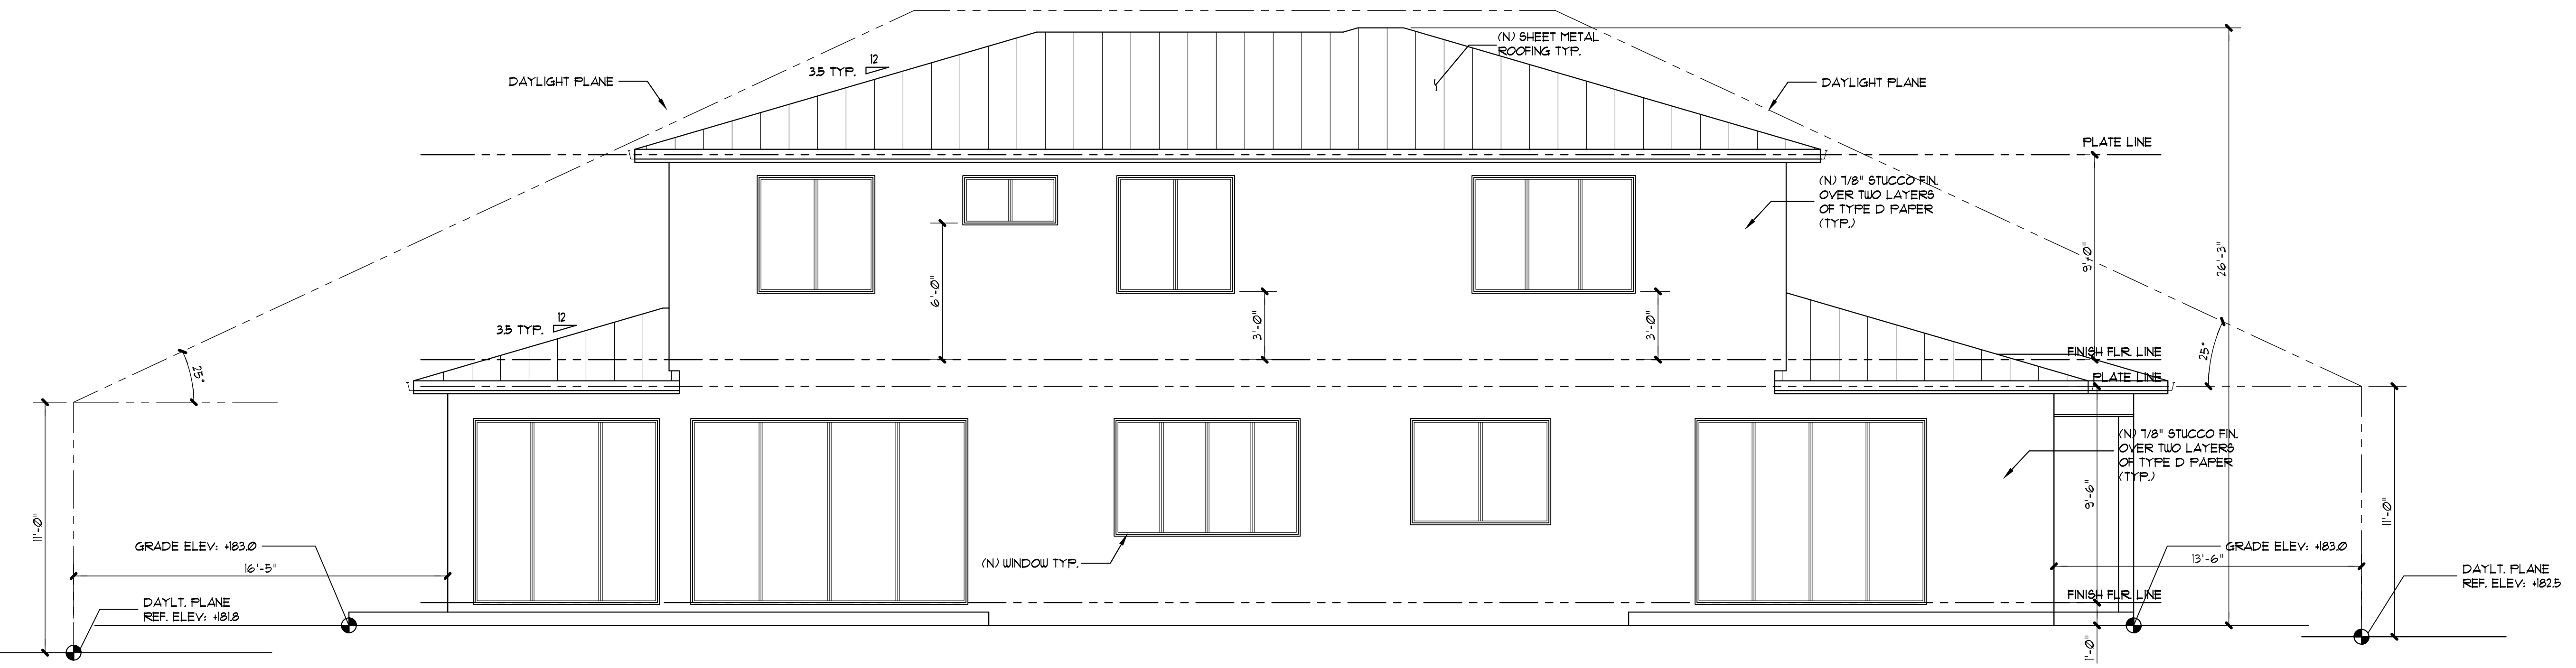 (N) SHEET METAL
ROOFING TYP.
12
3.5 TYP.
DAYLIGHT PLANE
DAYLIGHT PLANE
PLATE LINE
(N) 7/8" STUCCO FIN.
OVER TWO LAYERS
OF TYPE D PAPER
(TYP.)
9'-0"
26'-3"
6'-0"
3'-0"
3'-0"
12
3.5 TYP.
FINISH FLR. LINE
25°
25°
PLATE LINE
(N) 7/8" STUCCO FIN.
OVER TWO LAYERS
OF TYPE D PAPER
(TYP.)
9'-6"
11'-0"
11'-0"
GRADE ELEV: +183.0
GRADE ELEV: +183.0
16'-5"
13'-6"
(N) WINDOW TYP.
DAYLT. PLANE
REF. ELEV: +182.5
FINISH FLR. LINE
DAYLT. PLANE
REF. ELEV: +181.8
1'-0"